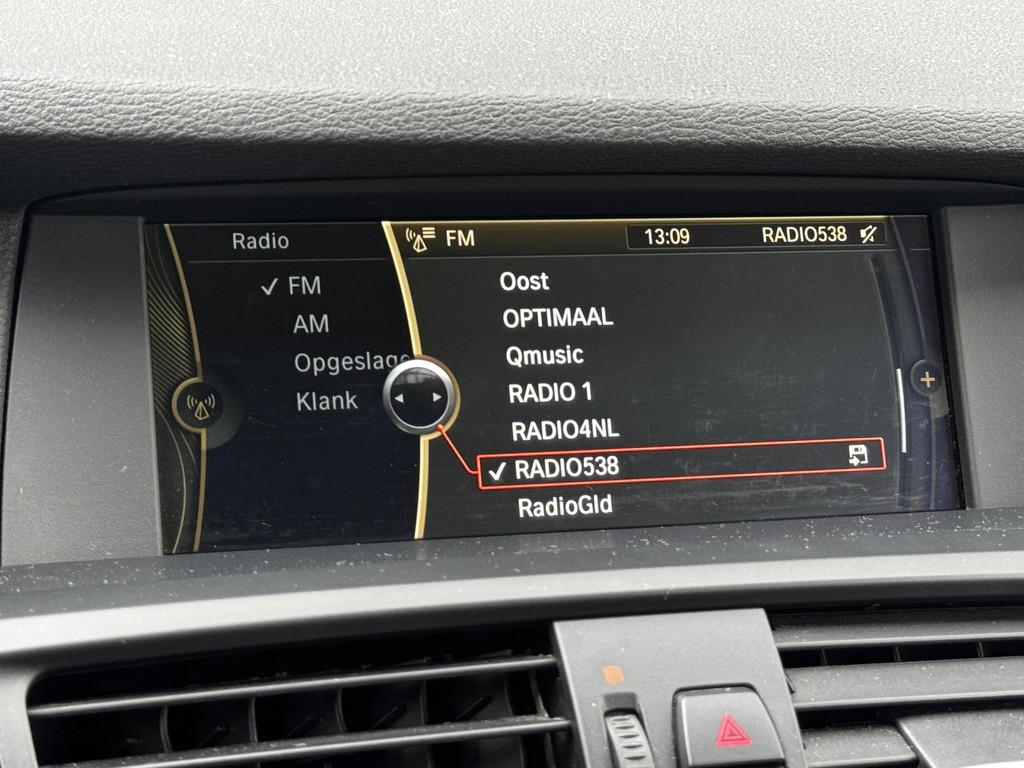 Radio
FM
AM
Opgeslage
Klank
FM
13:09
RADIO538
Oost
OPTIMAAL
Qmusic
RADIO 1
RADIO4NL
RADIO538
RadioGld